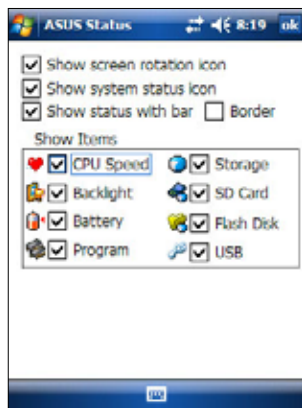 ASUS Status 8:19 ok
Show screen rotation icon
Show system status icon
Show status with bar Border
Show Items
CPU Speed Storage
Backlight SD Card
Battery Flash Disk
Program USB